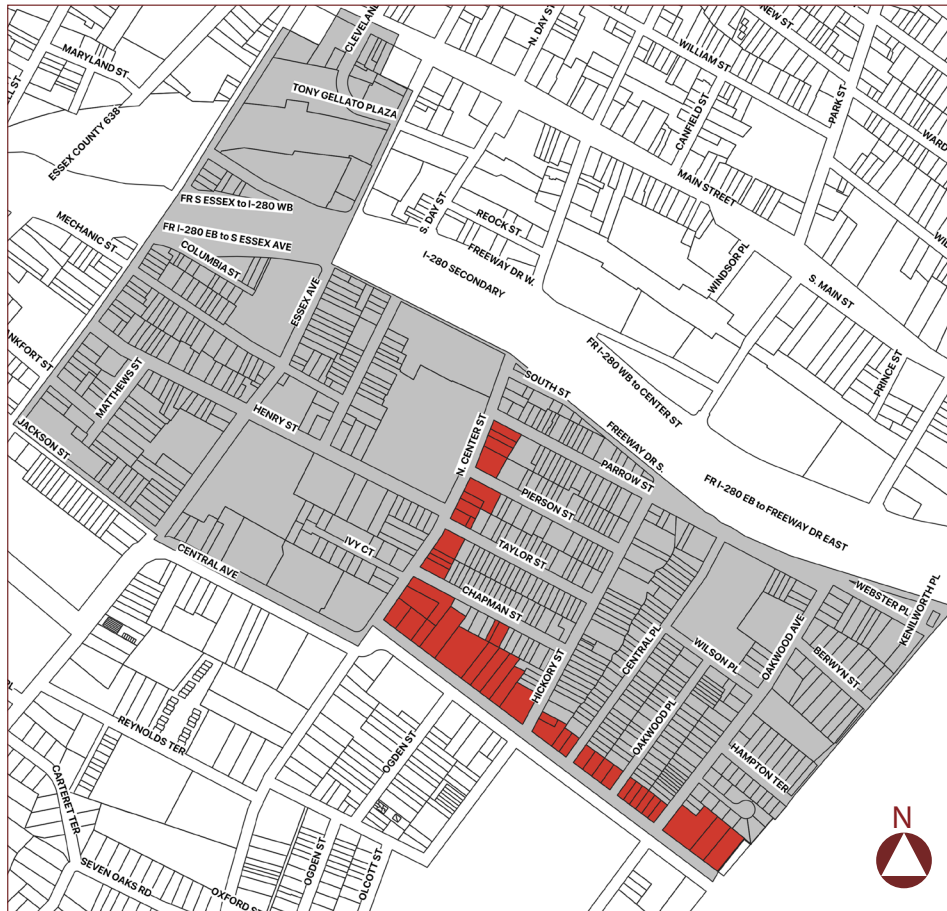 CLEVELAND
N. DAY ST
NEW ST
MARYLAND ST
WILLIAM ST
PARK ST
TONY GELLATO PLAZA
CANFIELD ST
ESSEX COUNTY 638
WARD
MAIN STREET
FR S ESSEX to I-280 WB
S. DAY ST.
REOCK ST
MECHANIC ST
FR I-280 EB to S ESSEX AVE
COLUMBIA ST
FREEWAY DR W.
I-280 SECONDARY
WINDSOR PL
S. MAIN ST
ESSEX AVE
FR I-280 WB to CENTER ST
PRINCE ST
MATTHEWS ST
SOUTH ST
HENRY ST
JACKSON ST
N. CENTER ST
FREEWAY DR S.
PARROW ST
PIERSON ST
FR I-280 EB to FREEWAY DR EAST
IVY CT
TAYLOR ST
CENTRAL AVE
CHAPMAN ST
WEBSTER PL
KENILWORTH PL
CENTRAL PL
WILSON PL
OAKWOOD AVE
BERWYN ST
HICKORY ST
OAKWOOD PL
REYNOLDS TER
OGDEN ST
HAMPTON TER
CARTERET TER
N
SEVEN OAKS RD
OGDEN ST
OLCOTT ST
OXFORD ST